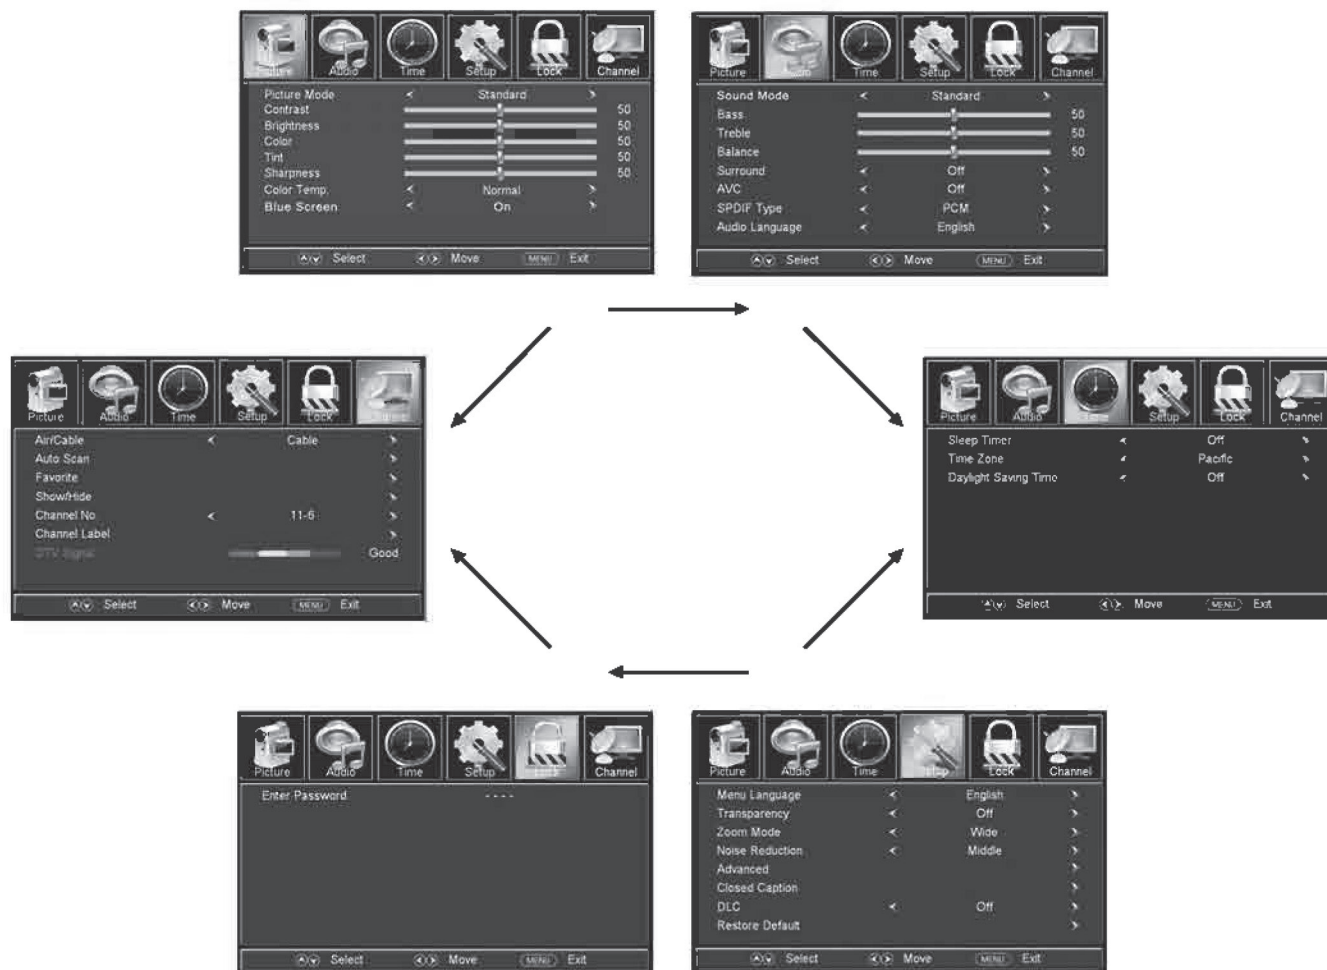 Picture Audio Time Setup Lock Channel
Picture Mode Standard
Contrast 50
Brightness 50
Color 50
Tint 50
Sharpness 50
Color Temp. Normal
Blue Screen On
Select Move MENU Exit
Picture Audio Time Setup Lock Channel
Sound Mode Standard
Bass 50
Treble 50
Balance 50
Surround Off
AVC Off
SPDIF Type PCM
Audio Language English
Select Move MENU Exit
Picture Audio Time Setup Lock
Air/Cable Cable
Auto Scan
Favorite
Show/Hide
Channel No 11-6
Channel Label
DTV Signal Good
Select Move MENU Exit
Picture Audio Time Setup Lock Channel
Sleep Timer Off
Time Zone Pacific
Daylight Saving Time Off
Select Move MENU Exit
Picture Audio Time Setup Channel
Enter Password - - - -
Select Move MENU Exit
Picture Audio Time Setup Lock Channel
Menu Language English
Transparency Off
Zoom Mode Wide
Noise Reduction Middle
Advanced
Closed Caption
DLC Off
Restore Default
Select Move MENU Exit